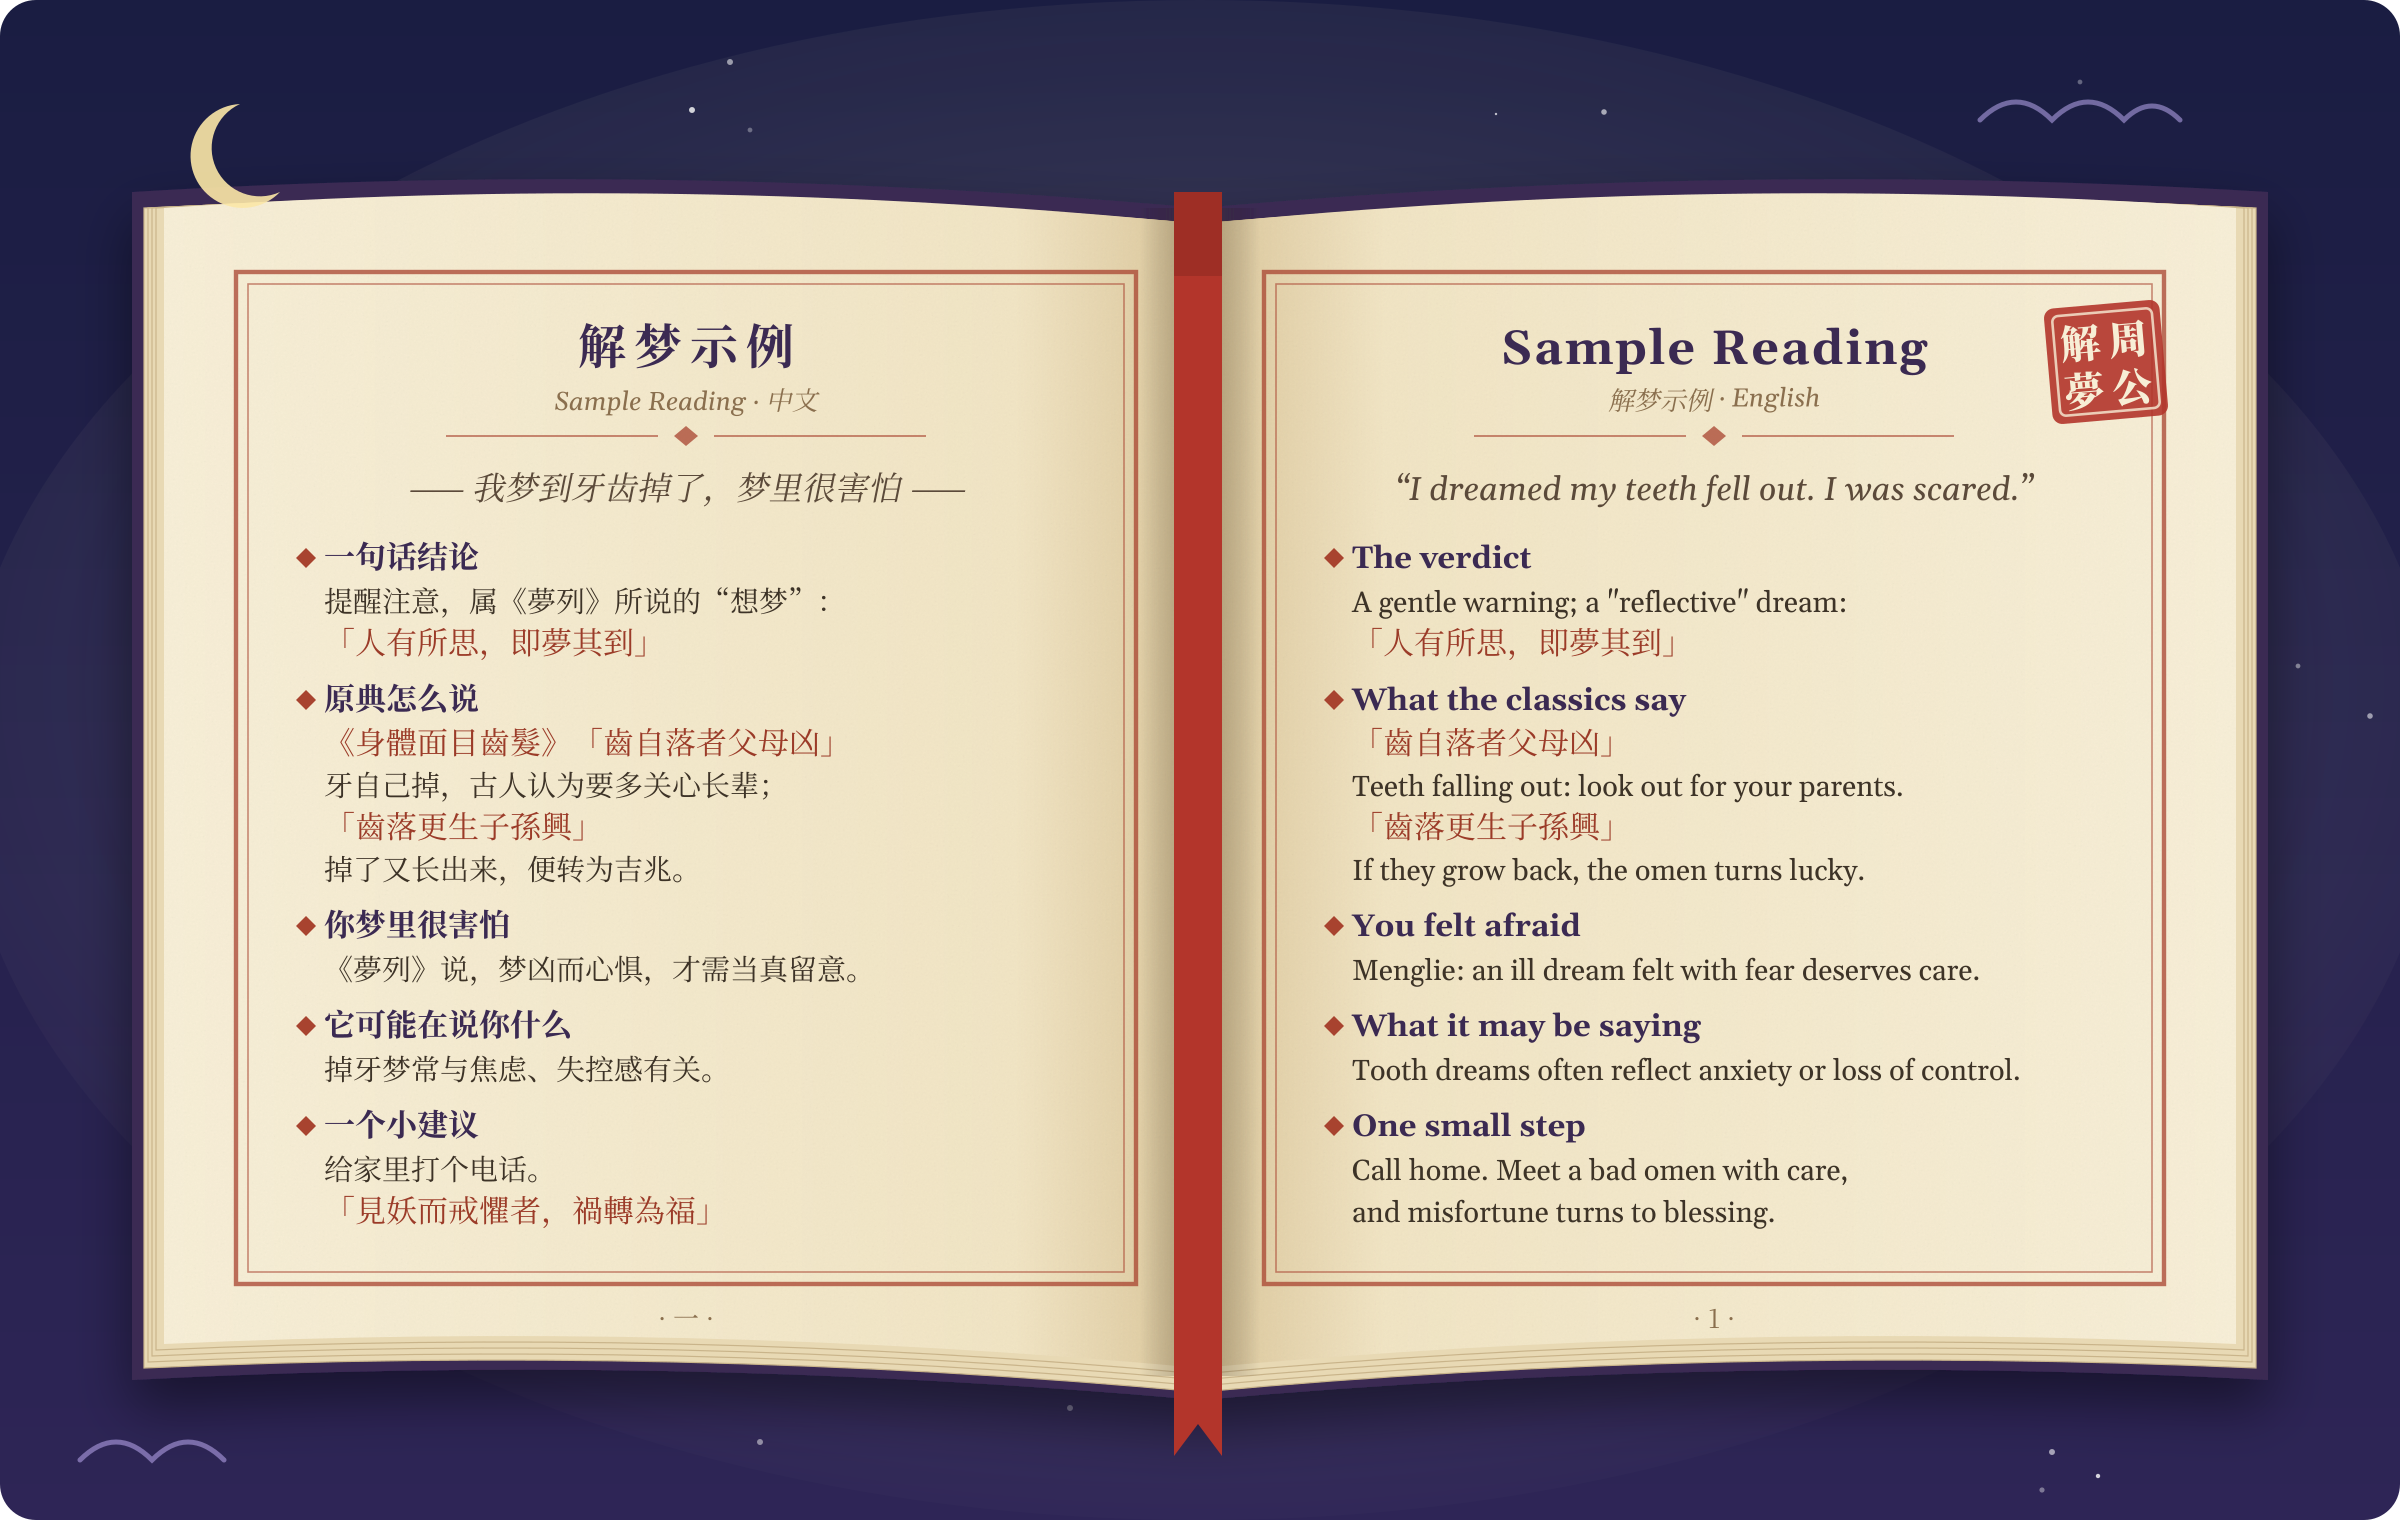 解梦示例
Sample Reading · 中文
—— 我梦到牙齿掉了，梦里很害怕 ——
◆ 一句话结论
提醒注意，属《夢列》所说的“想梦”：
「人有所思，即夢其到」
◆ 原典怎么说
《身體面目齒髮》「齒自落者父母凶」
牙自己掉，古人认为要多关心长辈；
「齒落更生子孫興」
掉了又长出来，便转为吉兆。
◆ 你梦里很害怕
《夢列》说，梦凶而心惧，才需当真留意。
◆ 它可能在说你什么
掉牙梦常与焦虑、失控感有关。
◆ 一个小建议
给家里打个电话。
「見妖而戒懼者，禍轉為福」
· 一 ·
Sample Reading
解梦示例 · English
周公
解夢
“I dreamed my teeth fell out. I was scared.”
◆ The verdict
A gentle warning; a "reflective" dream:
「人有所思，即夢其到」
◆ What the classics say
「齒自落者父母凶」
Teeth falling out: look out for your parents.
「齒落更生子孫興」
If they grow back, the omen turns lucky.
◆ You felt afraid
Menglie: an ill dream felt with fear deserves care.
◆ What it may be saying
Tooth dreams often reflect anxiety or loss of control.
◆ One small step
Call home. Meet a bad omen with care,
and misfortune turns to blessing.
· 1 ·